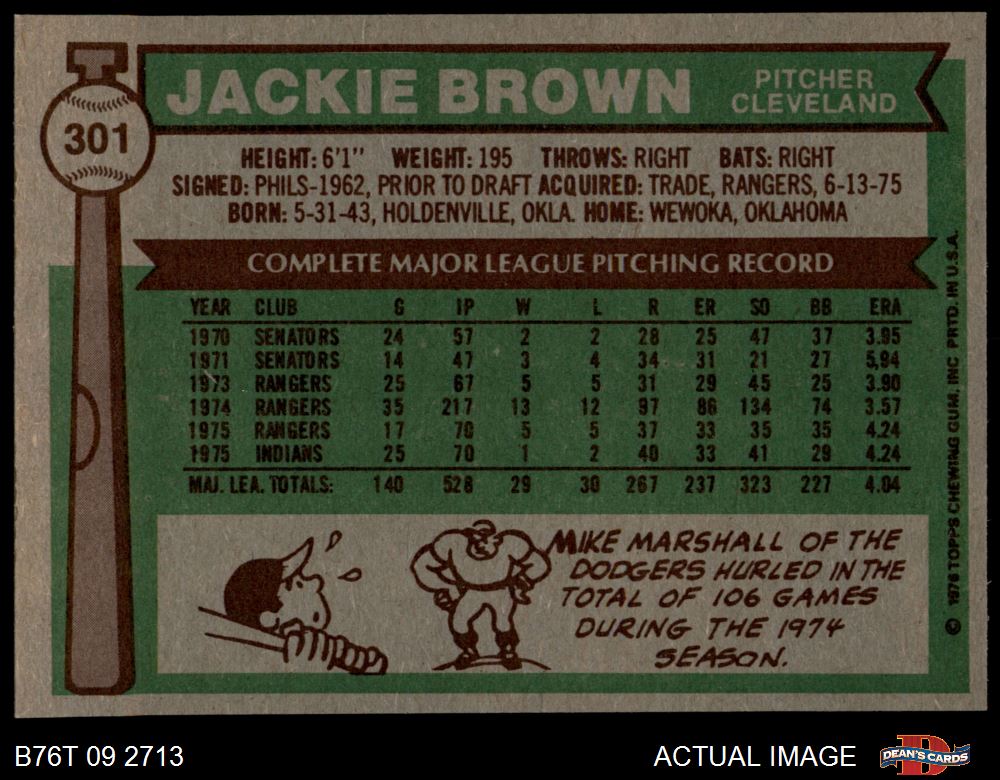 301
JACKIE BROWN
PITCHER
CLEVELAND
HEIGHT: 6'1" WEIGHT: 195 THROWS: RIGHT BATS: RIGHT
SIGNED: PHILS-1962, PRIOR TO DRAFT ACQUIRED: TRADE, RANGERS, 6-13-75
BORN: 5-31-43, HOLDENVILLE, OKLA. HOME: WEWOKA, OKLAHOMA
COMPLETE MAJOR LEAGUE PITCHING RECORD
YEAR CLUB G IP W L R ER SO BB ERA
1970 SENATORS 24 57 2 2 28 25 47 37 3.95
1971 SENATORS 14 47 3 4 34 31 21 27 5.94
1973 RANGERS 25 67 5 5 31 29 45 25 3.90
1974 RANGERS 35 217 13 12 97 86 134 74 3.57
1975 RANGERS 17 70 5 5 37 33 35 35 4.24
1975 INDIANS 25 70 1 2 40 33 41 29 4.24
MAJ. LEA. TOTALS: 140 528 29 30 267 237 323 227 4.04
MIKE MARSHALL OF THE
DODGERS HURLED IN THE
TOTAL OF 106 GAMES
DURING THE 1974
SEASON.
© 1976 TOPPS CHEWING GUM, INC PRTD. IN U.S.A.
B76T 09 2713
ACTUAL IMAGE
DEAN'S CARDS